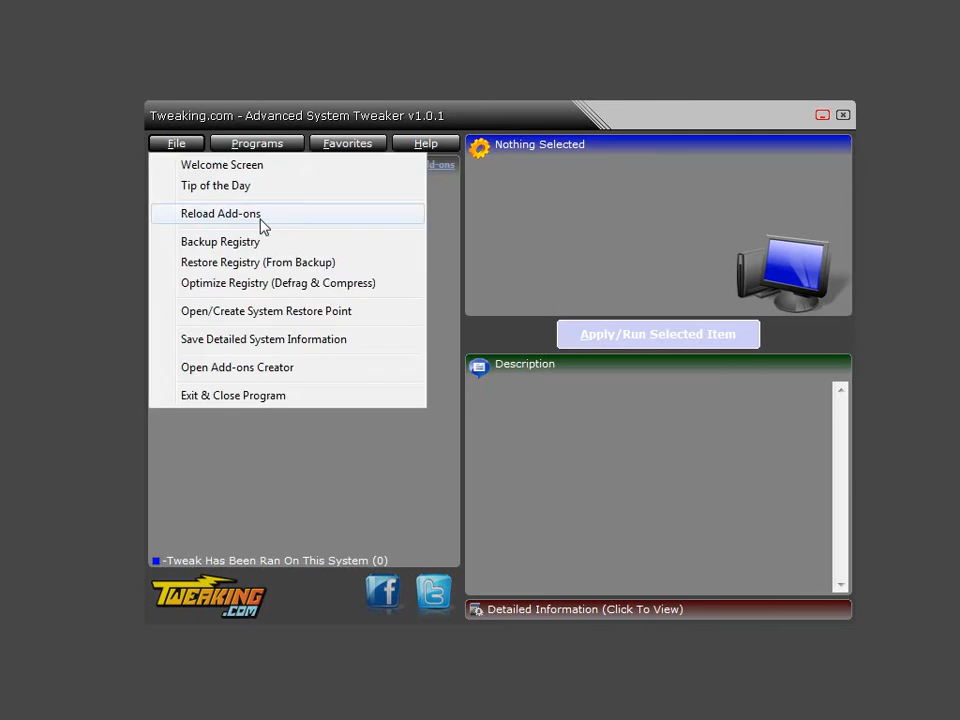 Tweaking.com - Advanced System Tweaker v1.0.1
File Programs Favorites Help
Nothing Selected
Welcome Screen
Tip of the Day
Reload Add-ons
Backup Registry
Restore Registry (From Backup)
Optimize Registry (Defrag & Compress)
Open/Create System Restore Point
Save Detailed System Information
Open Add-ons Creator
Exit & Close Program
Apply/Run Selected Item
Description
-Tweak Has Been Ran On This System (0)
TWEAKING
.COM
Detailed Information (Click To View)